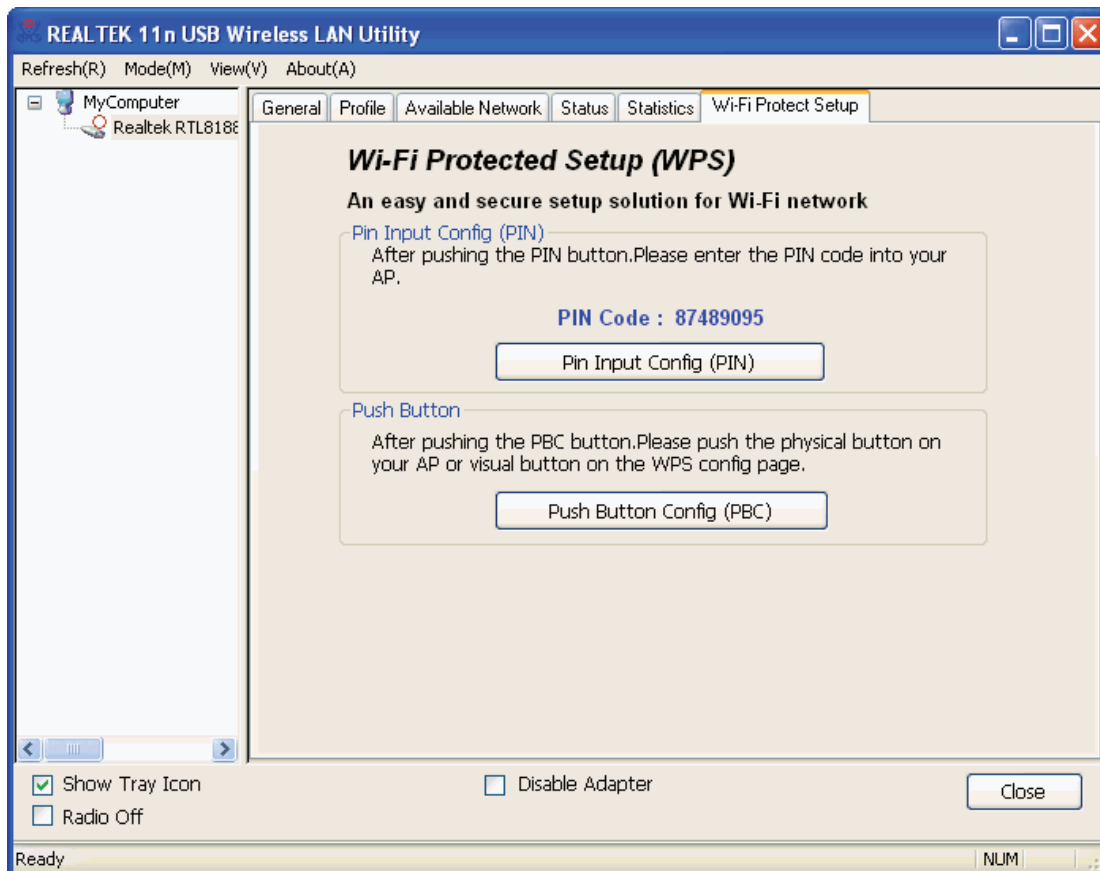 REALTEK 11n USB Wireless LAN Utility
Refresh(R) Mode(M) View(V) About(A)
MyComputer
Realtek RTL8188
General Profile Available Network Status Statistics Wi-Fi Protect Setup
Wi-Fi Protected Setup (WPS)
An easy and secure setup solution for Wi-Fi network
Pin Input Config (PIN)
After pushing the PIN button.Please enter the PIN code into your
AP.
PIN Code : 87489095
Pin Input Config (PIN)
Push Button
After pushing the PBC button.Please push the physical button on
your AP or visual button on the WPS config page.
Push Button Config (PBC)
Show Tray Icon
Disable Adapter
Close
Radio Off
Ready
NUM